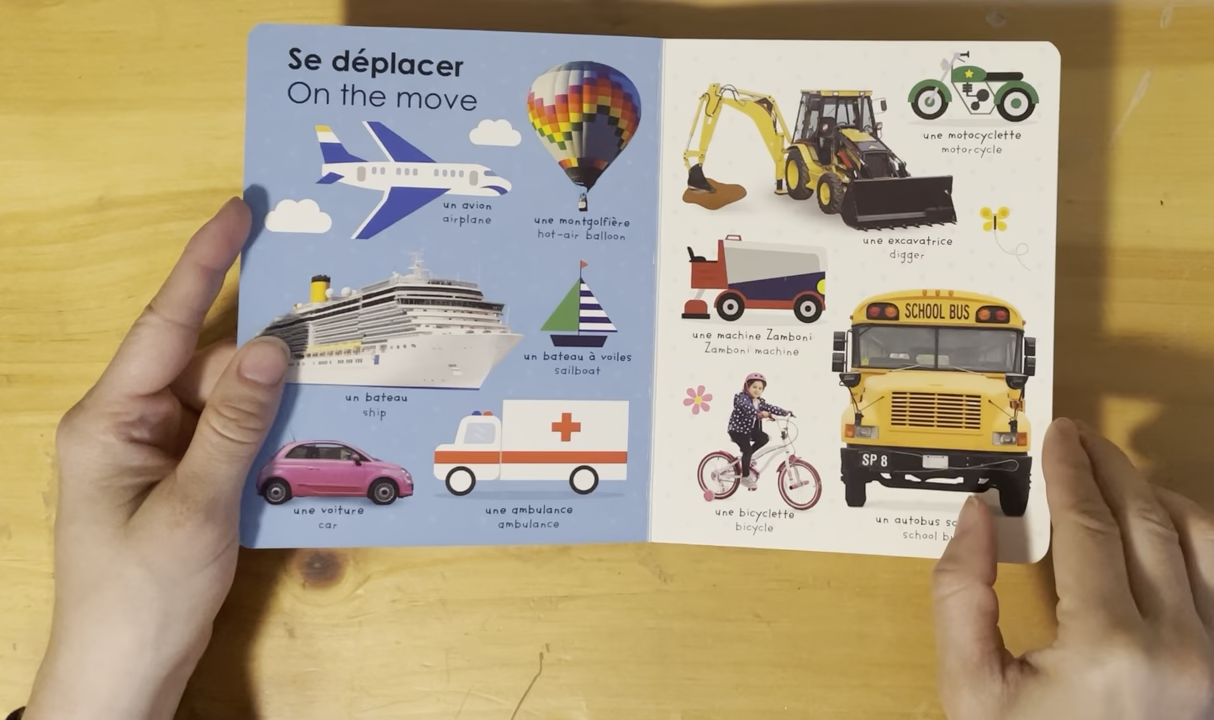 Se déplacer
On the move
un avion
airplane
une montgolfière
hot-air balloon
un bateau
ship
un bateau à voiles
sailboat
une voiture
car
une ambulance
ambulance
une motocyclette
motorcycle
une excavatrice
digger
une machine Zamboni
Zamboni machine
SCHOOL BUS
SP 8
une bicyclette
bicycle
un autobus
school